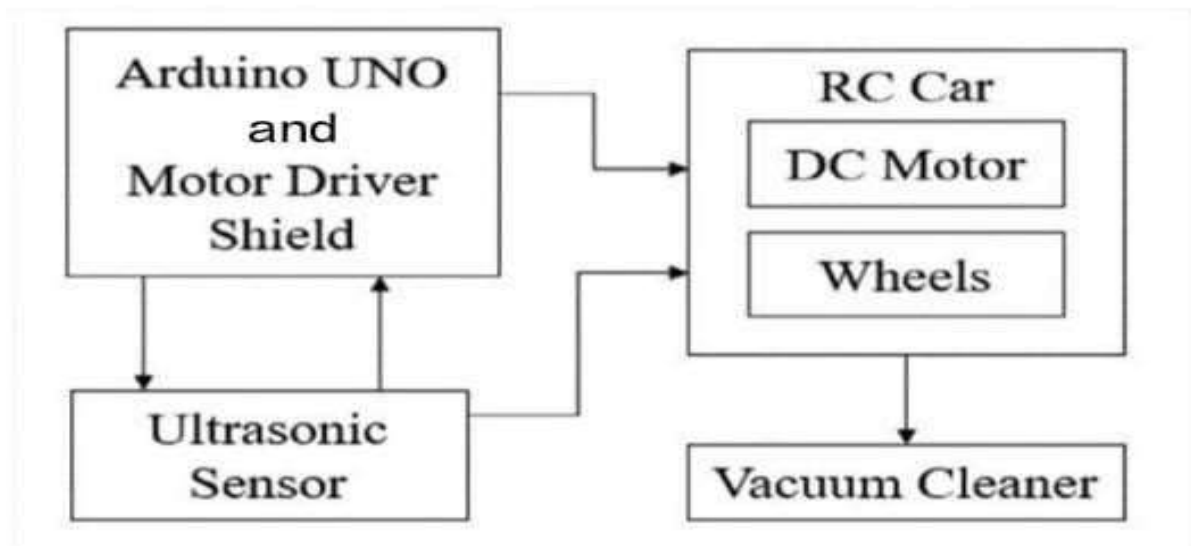 Arduino UNO
and
Motor Driver
Shield
RC Car
DC Motor
Wheels
Ultrasonic
Sensor
Vacuum Cleaner